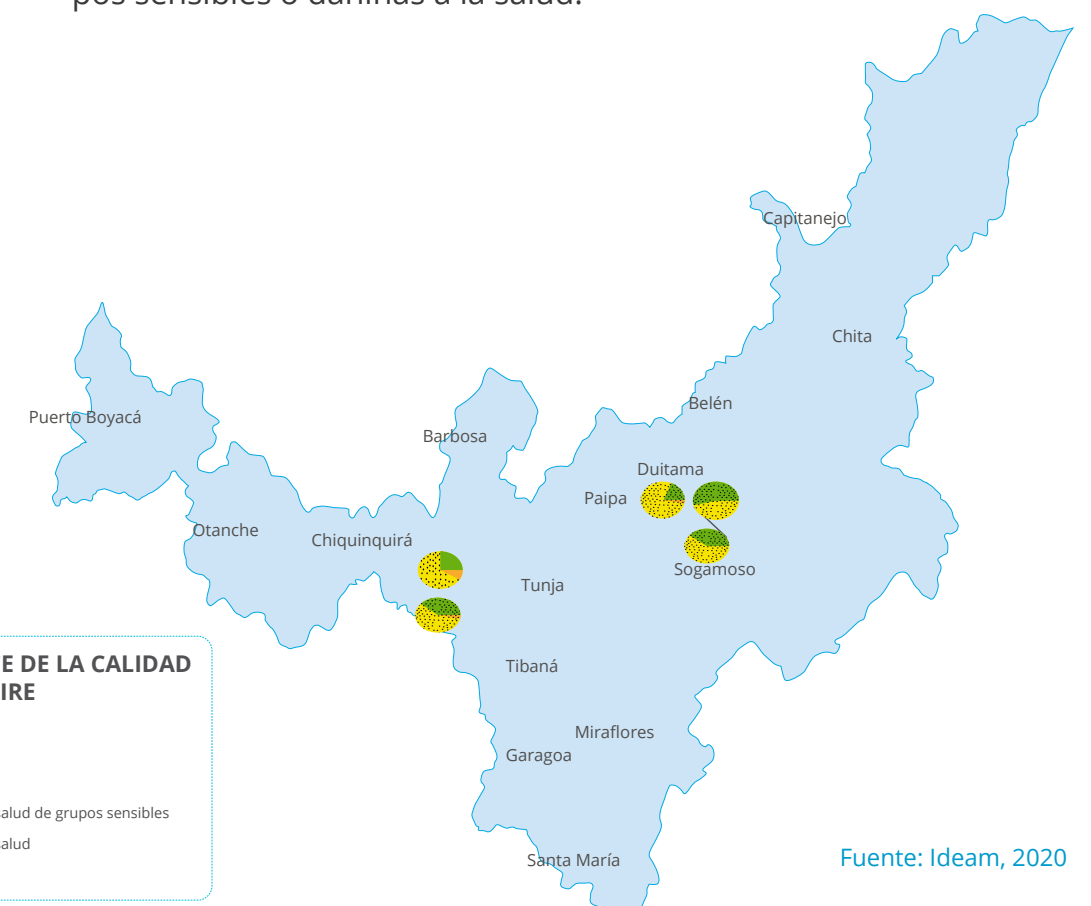 pos sensibles o dañinas a la salud.
Capitanejo
Chita
Belén
Puerto Boyacá
Barbosa
Duitama
Paipa
Otanche
Chiquinquirá
Sogamoso
Tunja
E DE LA CALIDAD
IRE
Tibaná
Miraflores
Garagoa
alud de grupos sensibles
alud
Santa María
Fuente: Ideam, 2020